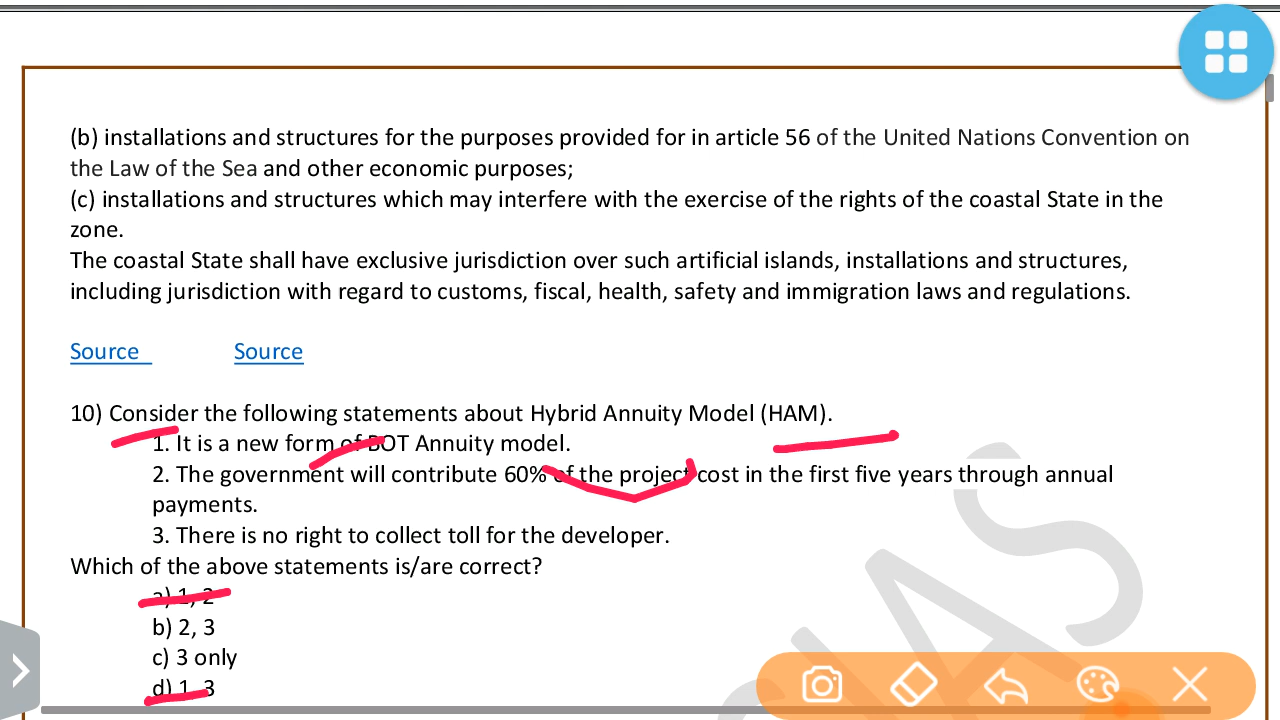 (b) installations and structures for the purposes provided for in article 56 of the United Nations Convention on
the Law of the Sea and other economic purposes;
(c) installations and structures which may interfere with the exercise of the rights of the coastal State in the
zone.
The coastal State shall have exclusive jurisdiction over such artificial islands, installations and structures,
including jurisdiction with regard to customs, fiscal, health, safety and immigration laws and regulations.
Source Source
10) Consider the following statements about Hybrid Annuity Model (HAM).
1. It is a new form of BOT Annuity model.
2. The government will contribute 60% of the project cost in the first five years through annual
payments.
3. There is no right to collect toll for the developer.
Which of the above statements is/are correct?
a) 1, 2
b) 2, 3
c) 3 only
d) 1, 3